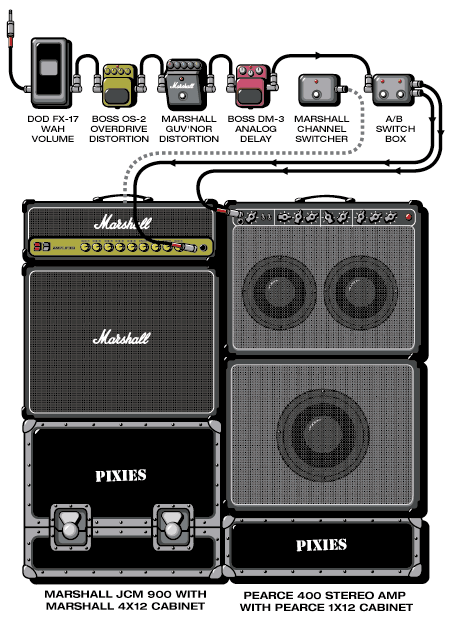 DOD FX-17
WAH
VOLUME
BOSS OS-2
OVERDRIVE
DISTORTION
MARSHALL
GUV'NOR
DISTORTION
BOSS DM-3
ANALOG
DELAY
MARSHALL
CHANNEL
SWITCHER
A/B
SWITCH
BOX
Marshall
Marshall
Marshall
PIXIES
PIXIES
MARSHALL JCM 900 WITH
MARSHALL 4X12 CABINET
PEARCE 400 STEREO AMP
WITH PEARCE 1X12 CABINET